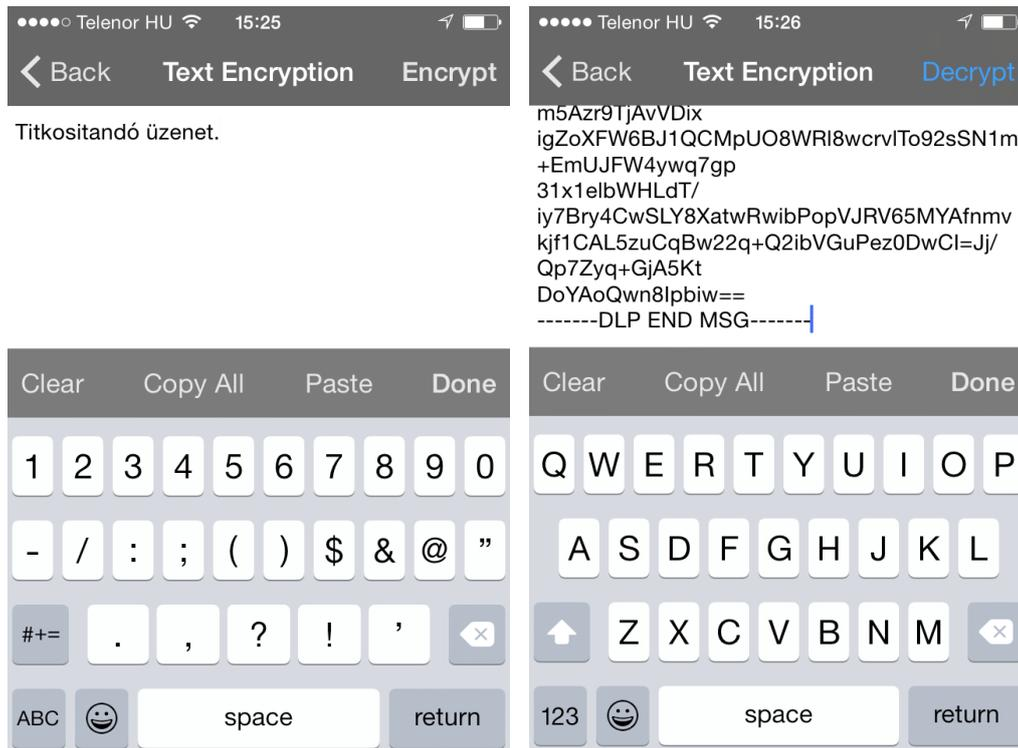 Telenor HU 15:25
Back Text Encryption Encrypt
Titkositandó üzenet.
Clear Copy All Paste Done
1 2 3 4 5 6 7 8 9 0
- / : ; ( ) $ & @ ”
#+= . , ? ! ’
ABC space return
Telenor HU 15:26
Back Text Encryption Decrypt
m5Azr9TjAvVDix
igZoXFW6BJ1QCMpUO8WRl8wcrvlTo92sSN1m
+EmUJFW4ywq7gp
31x1elbWHLdT/
iy7Bry4CwSLY8XatwRwibPopVJRV65MYAfnmv
kjf1CAL5zuCqBw22q+Q2ibVGuPez0DwCI=Jj/
Qp7Zyq+GjA5Kt
DoYAoQwn8Ipbiw==
-------DLP END MSG-------
Clear Copy All Paste Done
Q W E R T Y U I O P
A S D F G H J K L
Z X C V B N M
123 space return